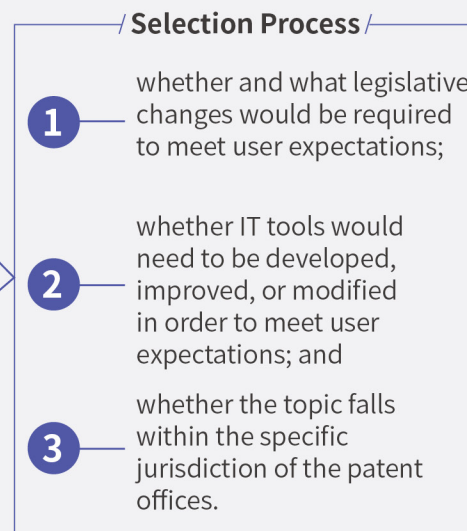 Selection Process
1
whether and what legislative
changes would be required
to meet user expectations;
2
whether IT tools would
need to be developed,
improved, or modified
in order to meet user
expectations; and
3
whether the topic falls
within the specific
jurisdiction of the patent
offices.